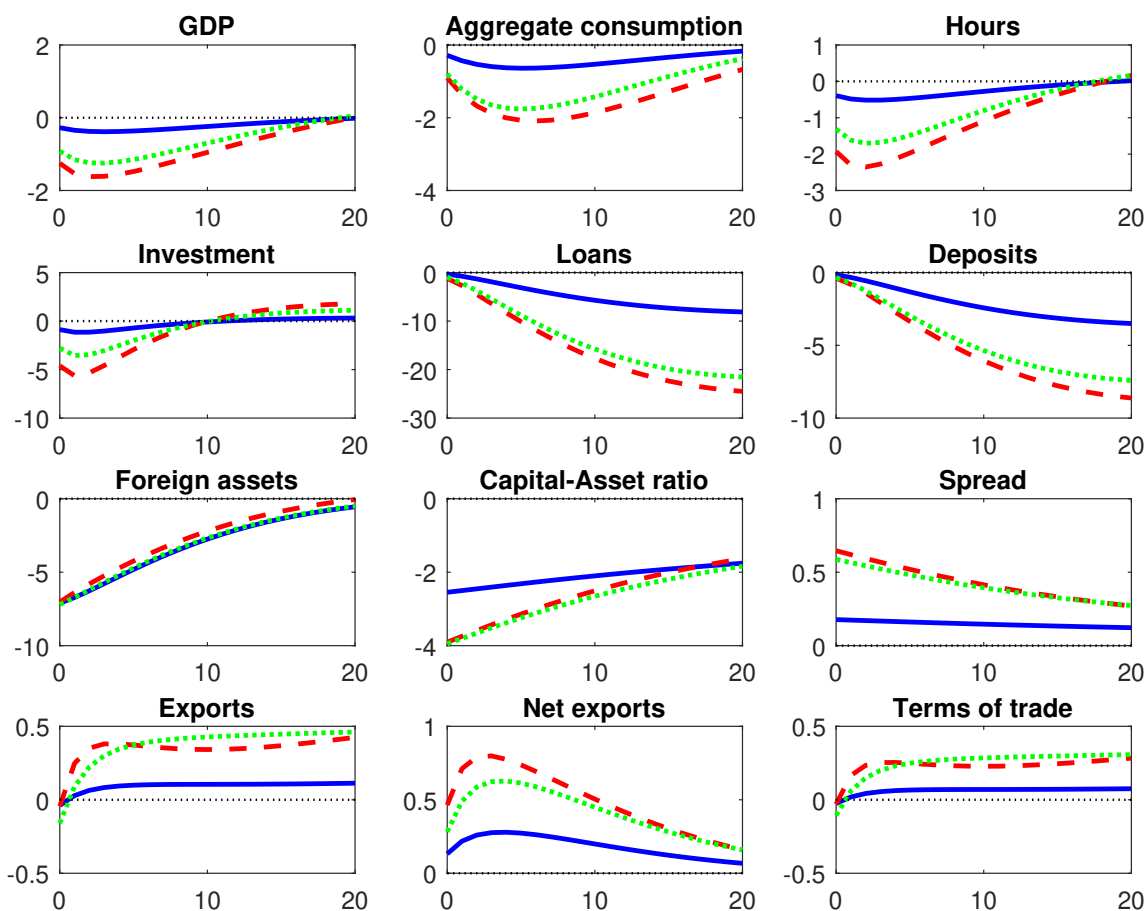 GDP Aggregate consumption Hours
2 0 1
0 -2 0
-1
-2
-2 -4 -3
0 10 20 0 10 20 0 10 20
Investment Loans Deposits
5 0 0
0 -10
-5
-5 -20
-10 -30 -10
0 10 20 0 10 20 0 10 20
Foreign assets Capital-Asset ratio Spread
0 0 1
-5 -2 0.5
-10 -4 0
0 10 20 0 10 20 0 10 20
Exports Net exports Terms of trade
0.5 1 0.5
0 0.5 0
-0.5 0 -0.5
0 10 20 0 10 20 0 10 20